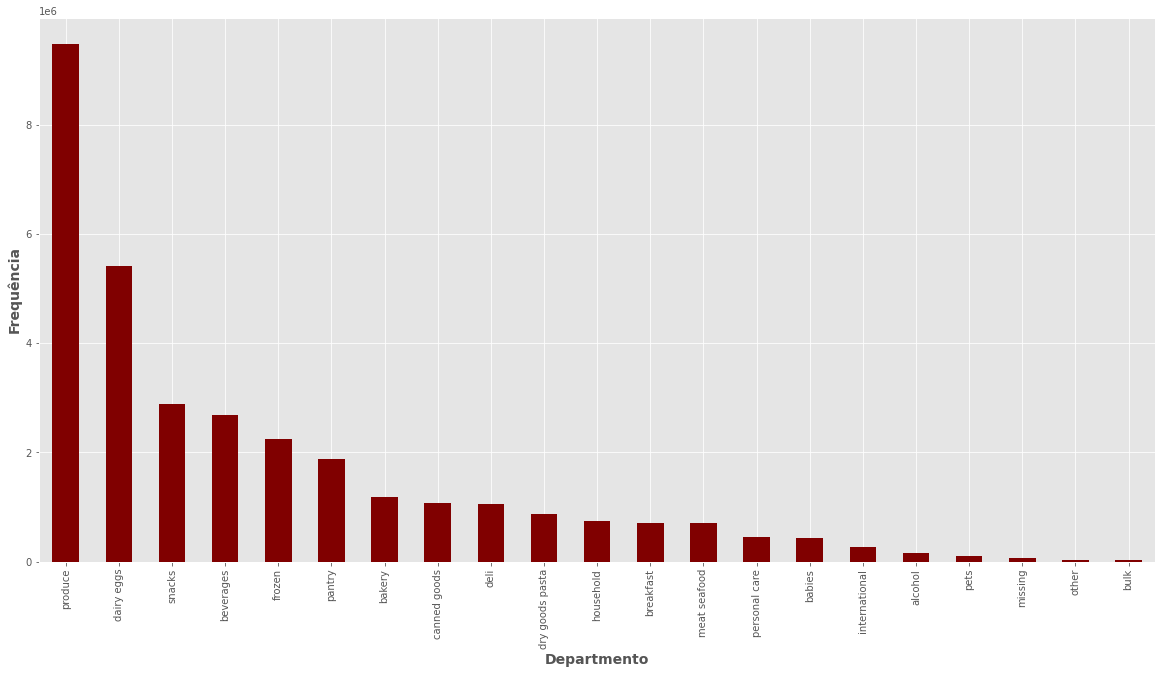 1e6
8
6
4
2
0
Frequência
produce
dairy eggs
snacks
beverages
frozen
pantry
bakery
canned goods
deli
dry goods pasta
household
breakfast
meat seafood
personal care
babies
international
alcohol
pets
missing
other
bulk
Departmento